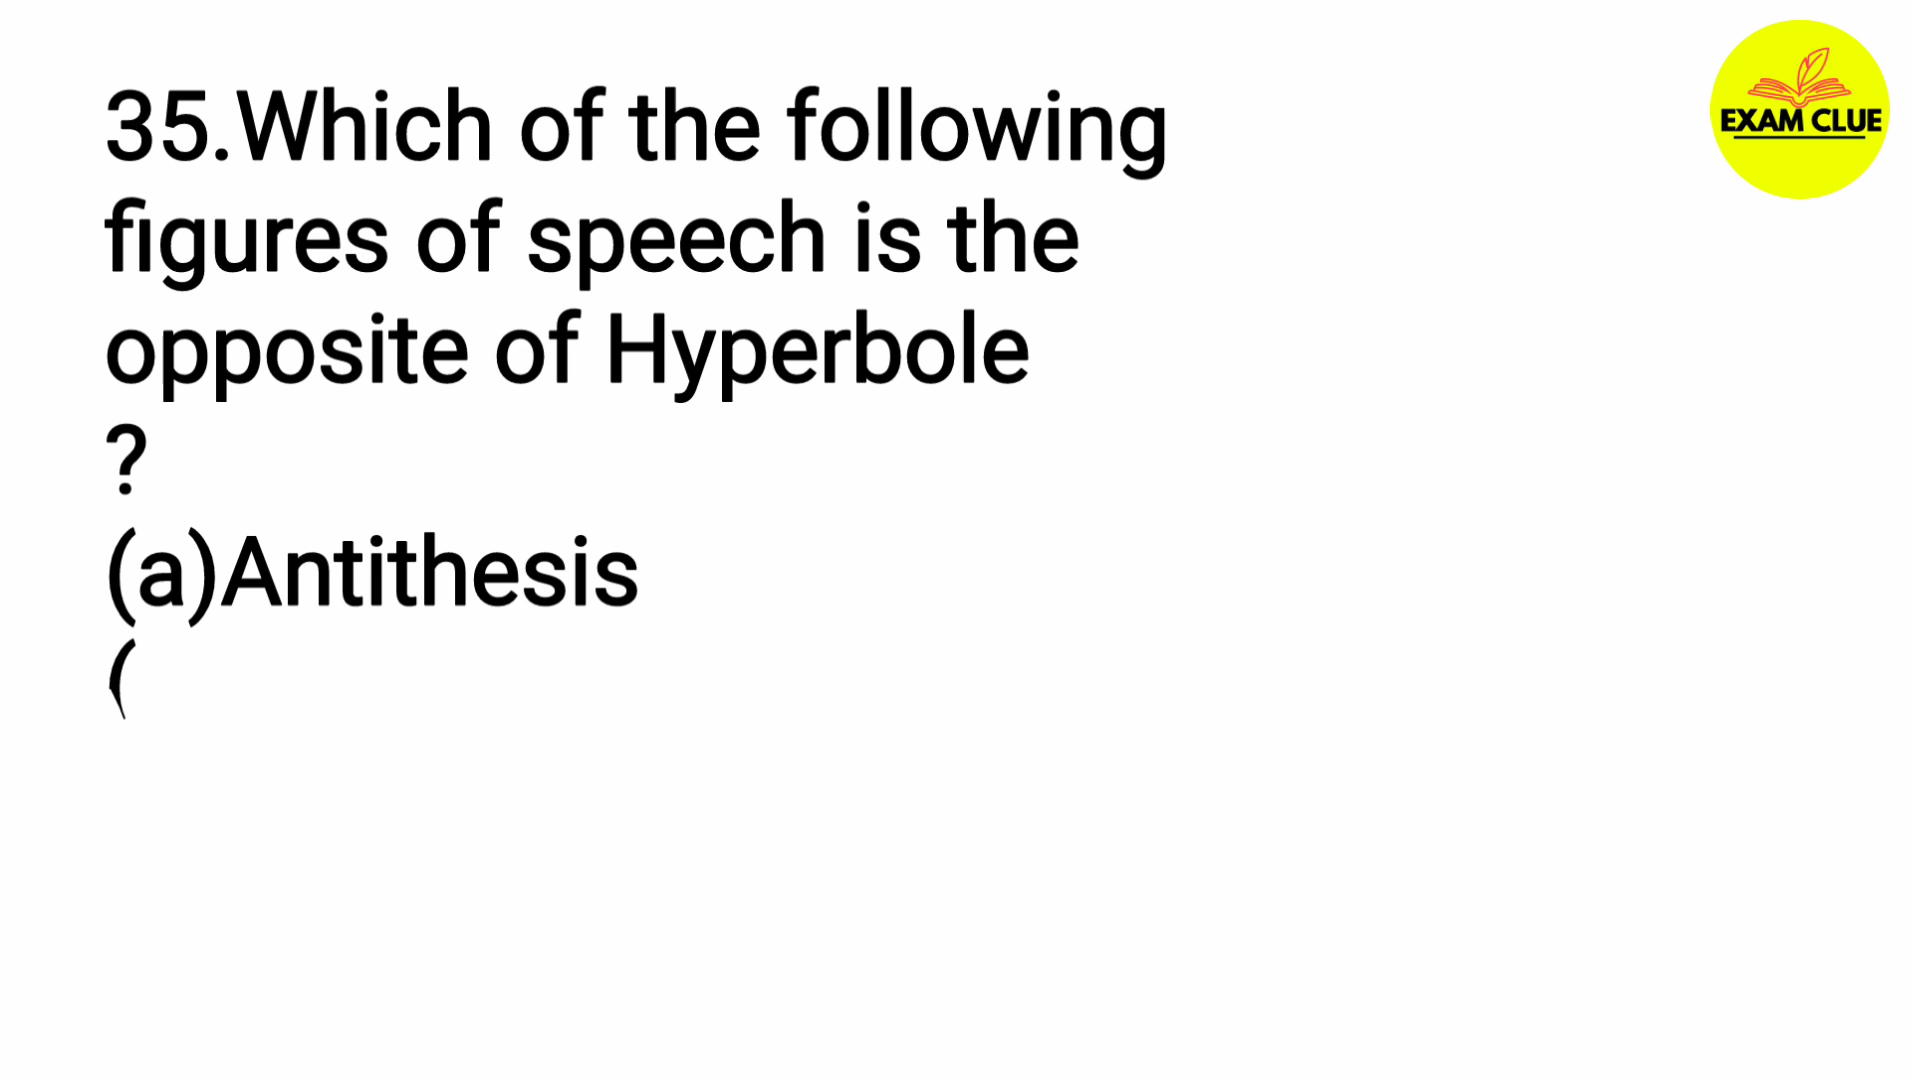 35.Which of the following
figures of speech is the
opposite of Hyperbole
?
(a)Antithesis
(
EXAM CLUE